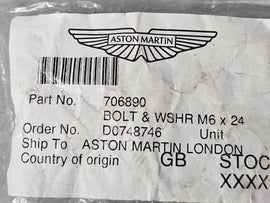 ASTON MARTIN
Part No. 706890
BOLT & WSHR M6 x 24
Order No. D0748746 Unit
Ship To ASTON MARTIN LONDON
Country of origin GB STOC
XXXX